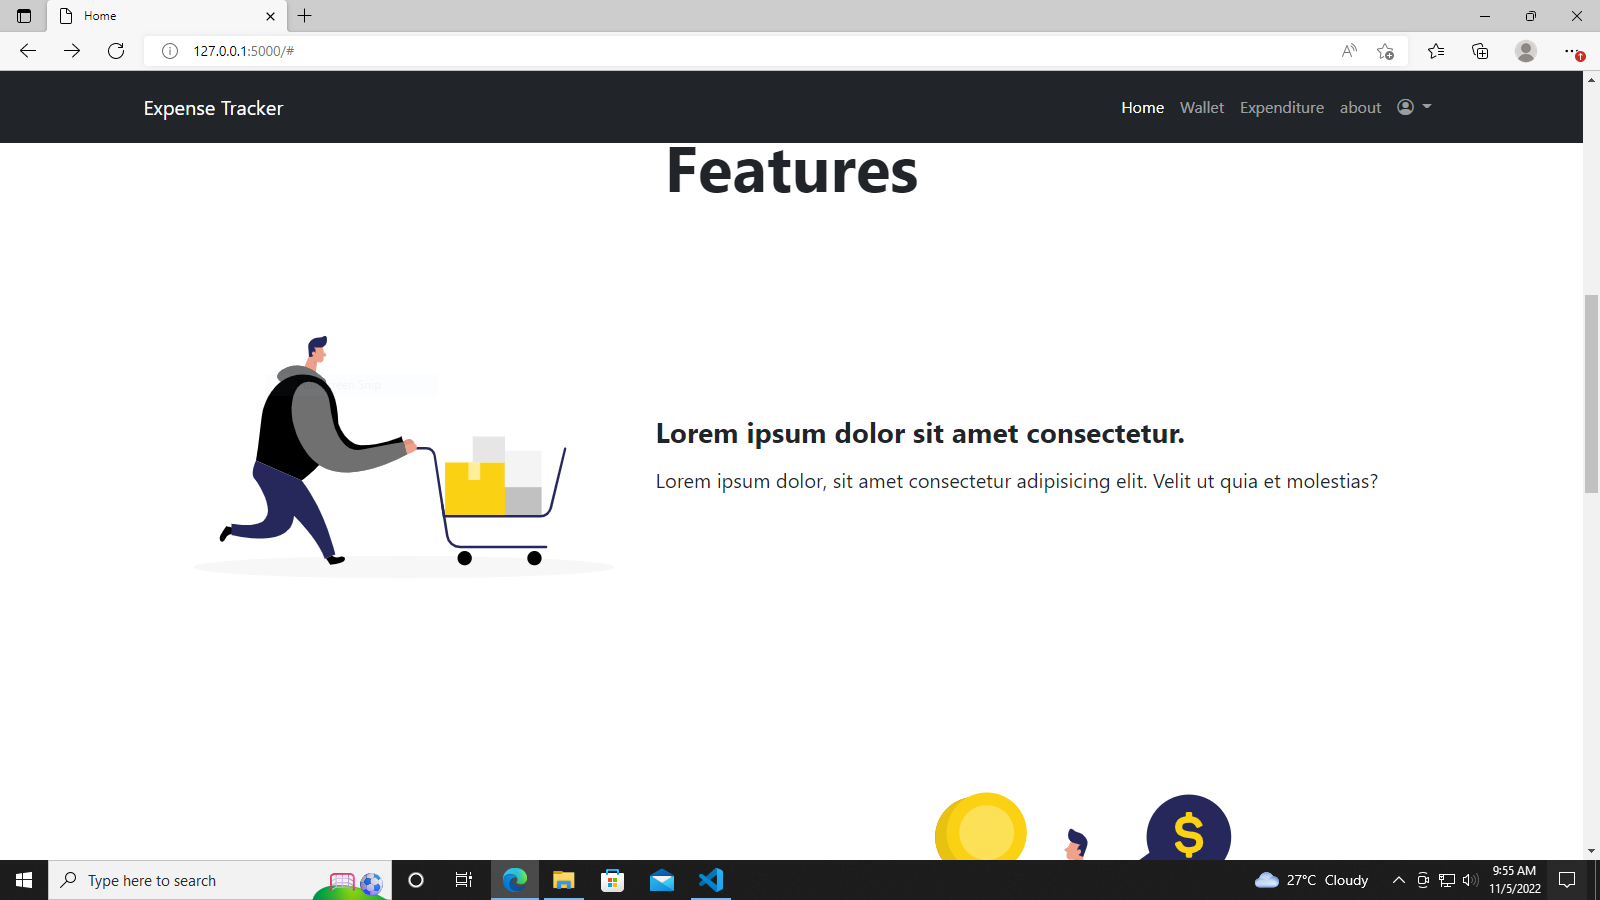 Home
127.0.0.1:5000/#
Expense Tracker
Home Wallet Expenditure about
Features
Lorem ipsum dolor sit amet consectetur.
Lorem ipsum dolor, sit amet consectetur adipisicing elit. Velit ut quia et molestias?
$
Type here to search
27°C Cloudy
9:55 AM
11/5/2022